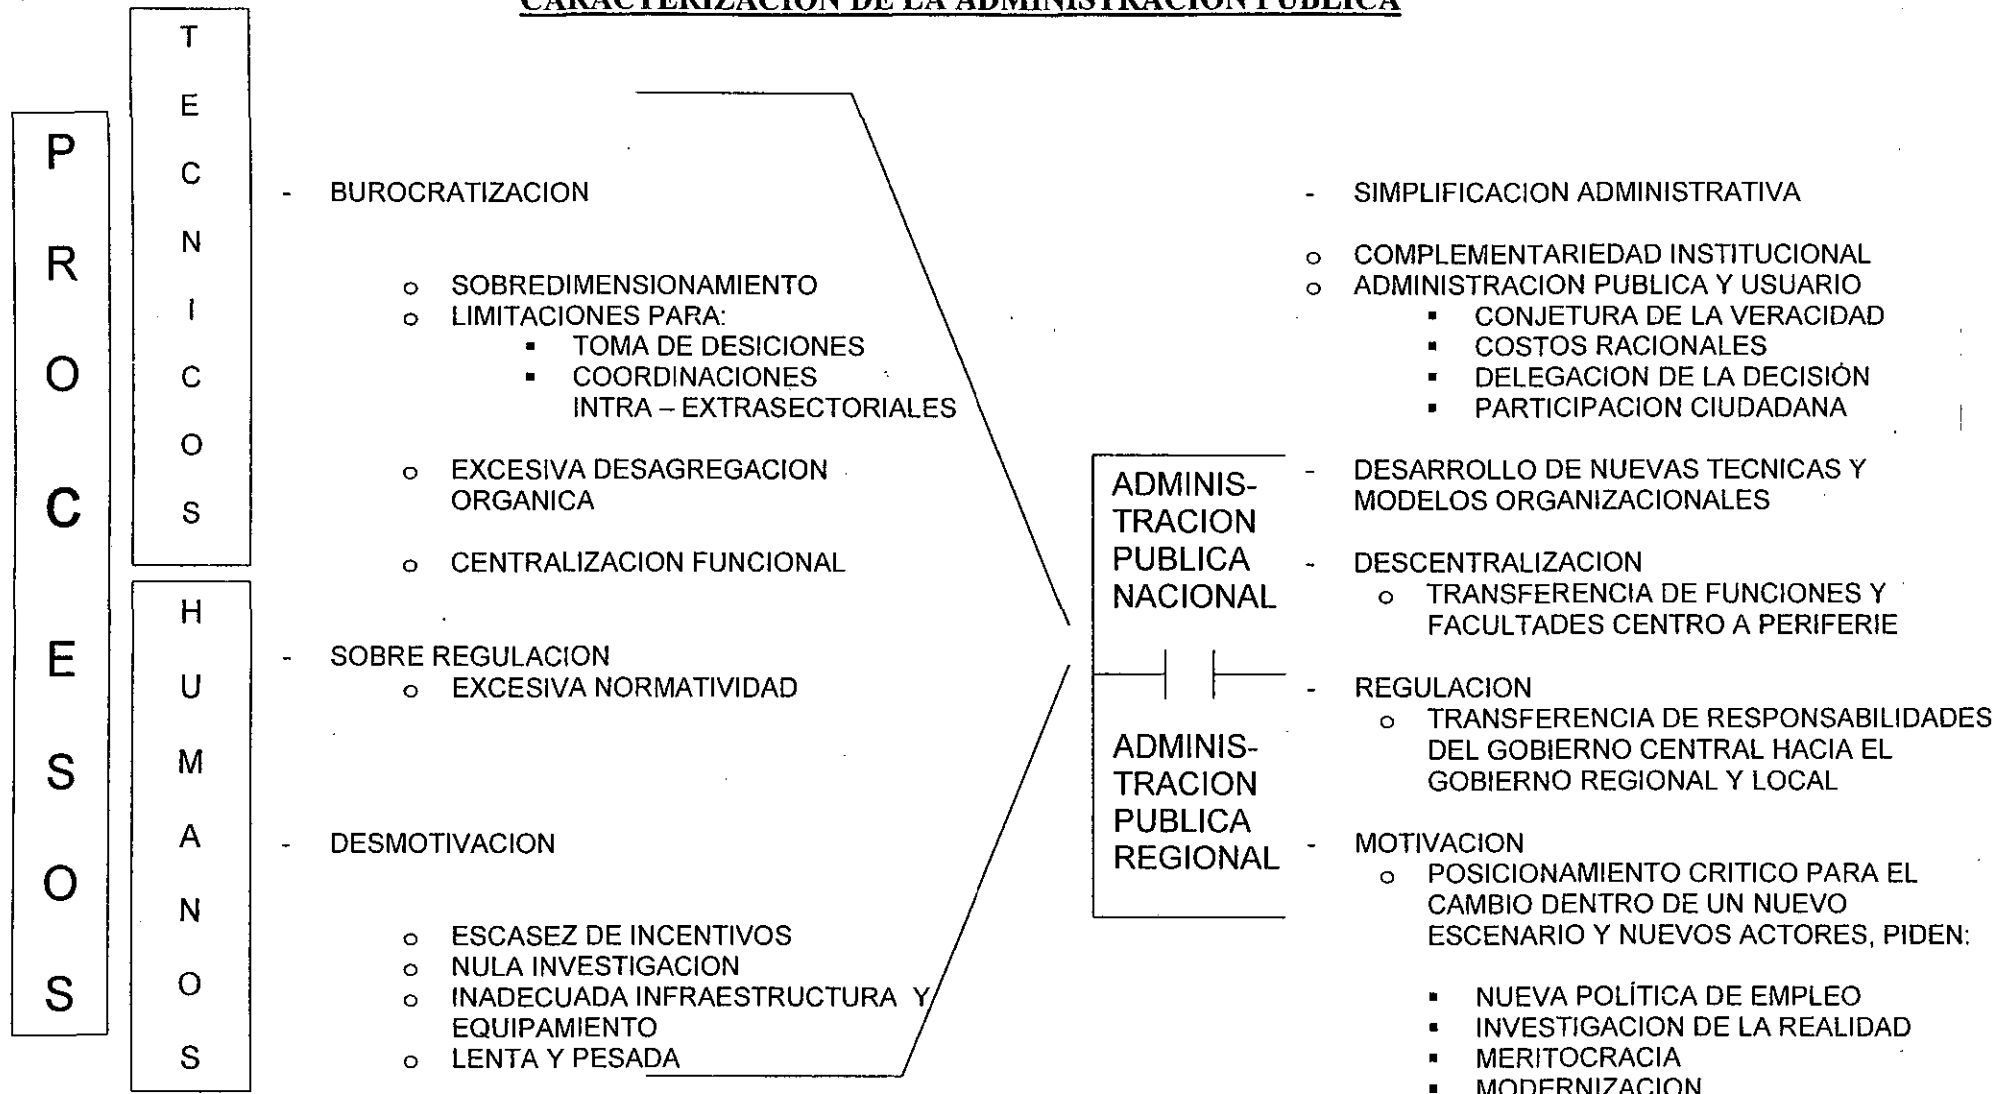 CARACTERIZACION DE LA ADMINISTRACION PUBLICA
PROCESOS
TECNICOS
HUMANOS
- BUROCRATIZACION
o SOBREDIMENSIONAMIENTO
o LIMITACIONES PARA:
▪ TOMA DE DESICIONES
▪ COORDINACIONES
INTRA – EXTRASECTORIALES
o EXCESIVA DESAGREGACION
ORGANICA
o CENTRALIZACION FUNCIONAL
- SOBRE REGULACION
o EXCESIVA NORMATIVIDAD
- DESMOTIVACION
o ESCASEZ DE INCENTIVOS
o NULA INVESTIGACION
o INADECUADA INFRAESTRUCTURA Y
EQUIPAMIENTO
o LENTA Y PESADA
ADMINIS-
TRACION
PUBLICA
NACIONAL
ADMINIS-
TRACION
PUBLICA
REGIONAL
- SIMPLIFICACION ADMINISTRATIVA
o COMPLEMENTARIEDAD INSTITUCIONAL
o ADMINISTRACION PUBLICA Y USUARIO
▪ CONJETURA DE LA VERACIDAD
▪ COSTOS RACIONALES
▪ DELEGACION DE LA DECISIÓN
▪ PARTICIPACION CIUDADANA
- DESARROLLO DE NUEVAS TECNICAS Y
MODELOS ORGANIZACIONALES
- DESCENTRALIZACION
o TRANSFERENCIA DE FUNCIONES Y
FACULTADES CENTRO A PERIFERIE
- REGULACION
o TRANSFERENCIA DE RESPONSABILIDADES
DEL GOBIERNO CENTRAL HACIA EL
GOBIERNO REGIONAL Y LOCAL
- MOTIVACION
o POSICIONAMIENTO CRITICO PARA EL
CAMBIO DENTRO DE UN NUEVO
ESCENARIO Y NUEVOS ACTORES, PIDEN:
▪ NUEVA POLÍTICA DE EMPLEO
▪ INVESTIGACION DE LA REALIDAD
▪ MERITOCRACIA
▪ MODERNIZACION